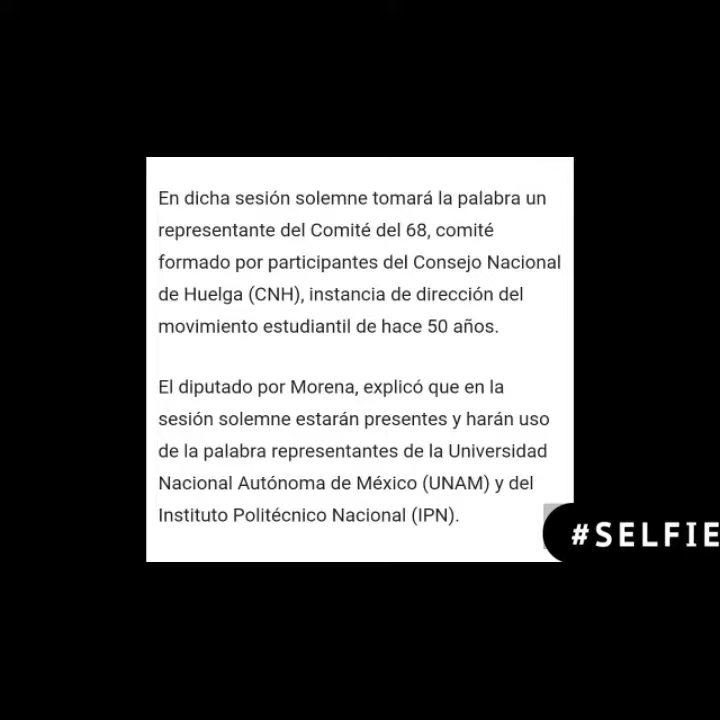 En dicha sesión solemne tomará la palabra un
representante del Comité del 68, comité
formado por participantes del Consejo Nacional
de Huelga (CNH), instancia de dirección del
movimiento estudiantil de hace 50 años.
El diputado por Morena, explicó que en la
sesión solemne estarán presentes y harán uso
de la palabra representantes de la Universidad
Nacional Autónoma de México (UNAM) y del
Instituto Politécnico Nacional (IPN).
#SELFIE